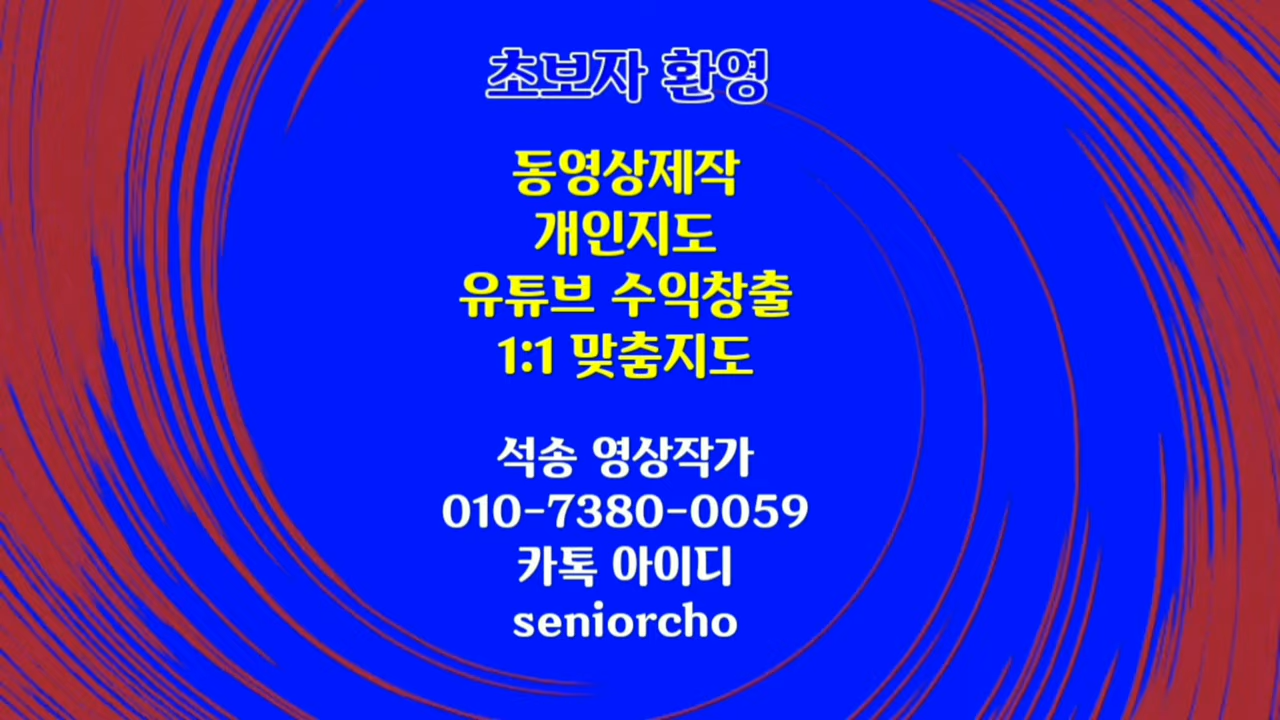 초보자 환영
동영상제작
개인지도
유튜브 수익창출
1:1 맞춤지도
석송 영상작가
010-7380-0059
카톡 아이디
seniorcho